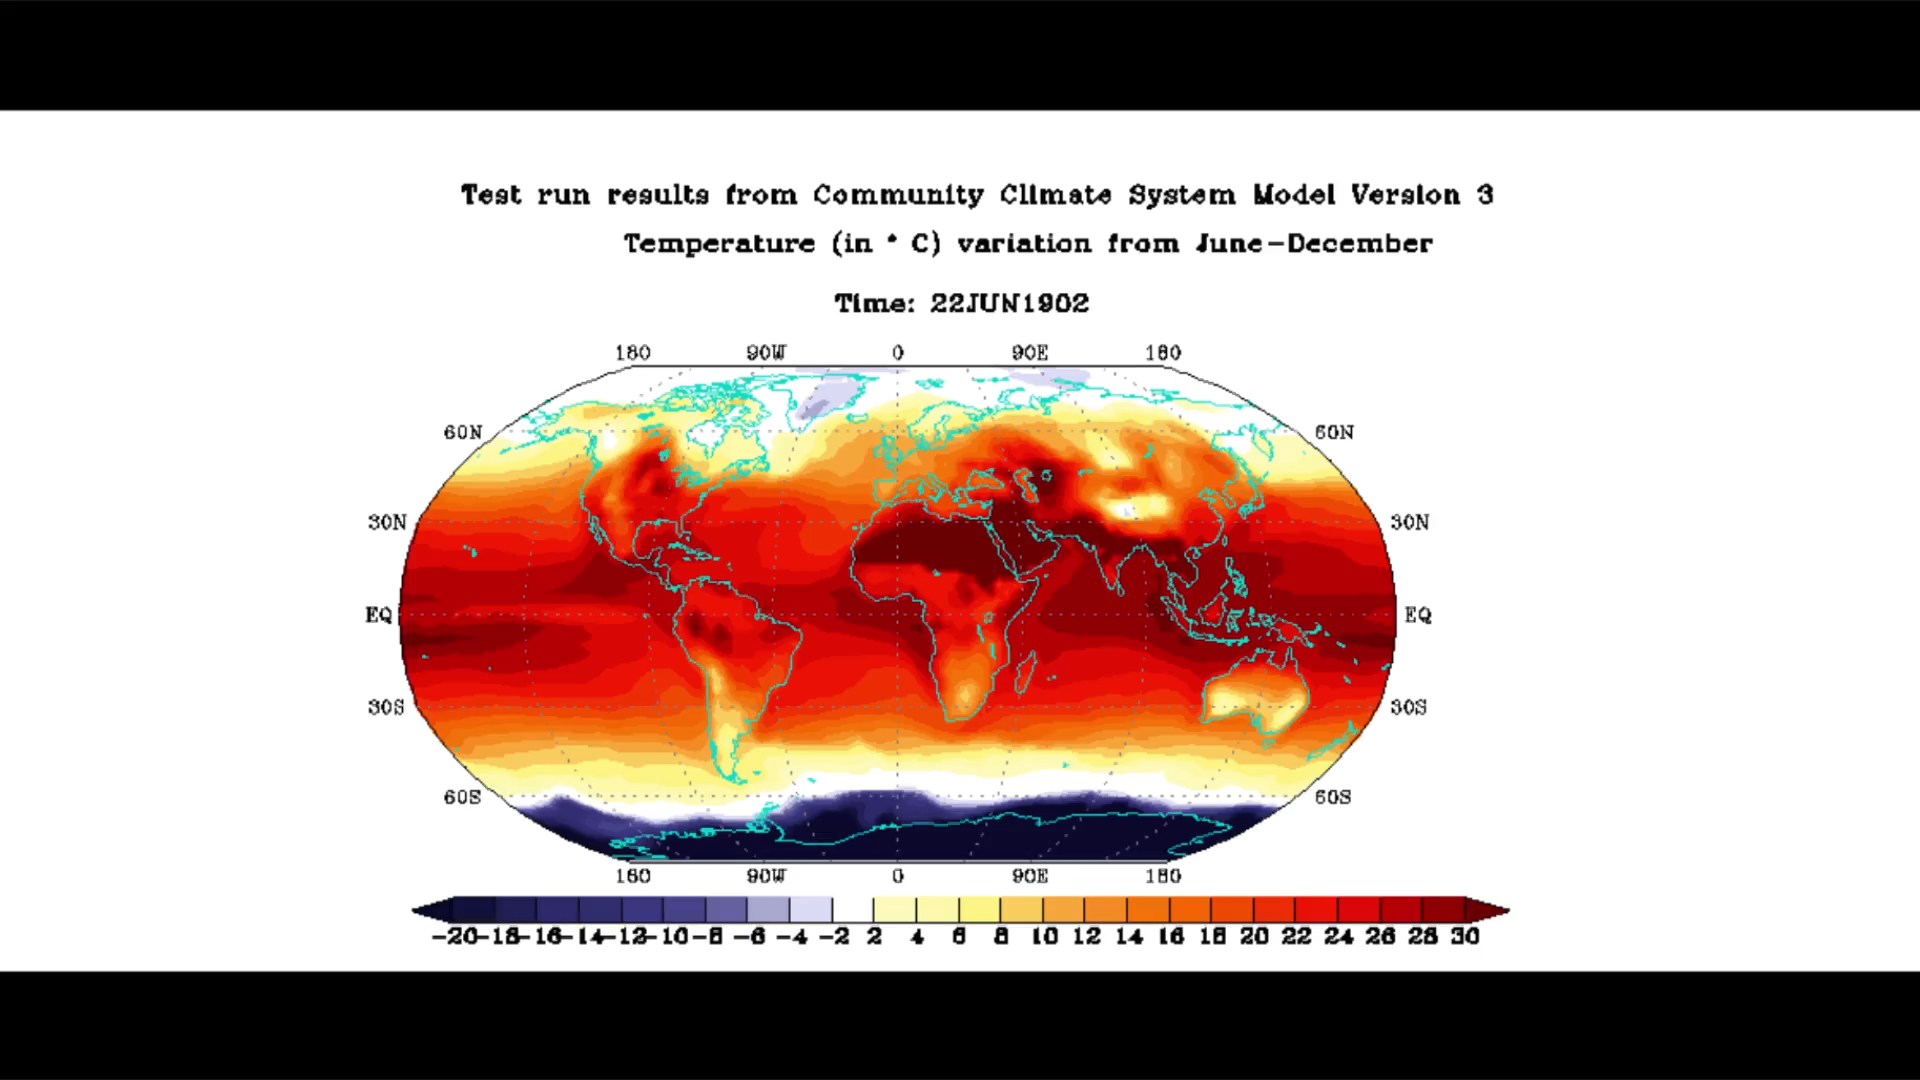 Test run results from Community Climate System Model Version 3
Temperature (in ° C) variation from June-December
Time: 22JUN1902
180 90W 0 90E 180
60N 60N
30N 30N
EQ EQ
30S 30S
60S 60S
180 90W 0 90E 180
-20 -18 -16 -14 -12 -10 -8 -6 -4 -2 2 4 6 8 10 12 14 16 18 20 22 24 26 28 30